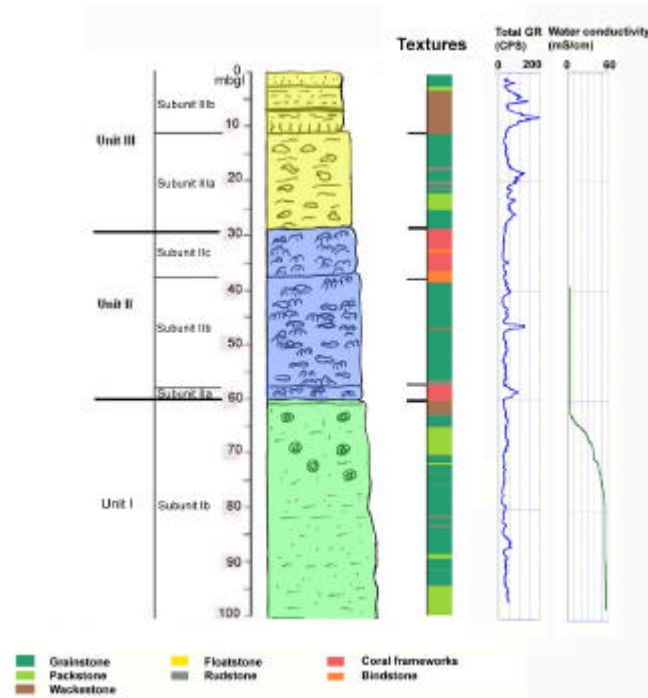 Textures
Total GR
(CPS)
Water conductivity
(mS/cm)
0 200
0 60
0
mbgl
10
20
30
40
50
60
70
80
90
100
Unit III
Subunit IIIb
Subunit IIIa
Unit II
Subunit IIc
Subunit IIb
Subunit IIa
Unit I
Subunit Ib
Grainstone
Packstone
Wackestone
Floatstone
Rudstone
Coral frameworks
Bindstone